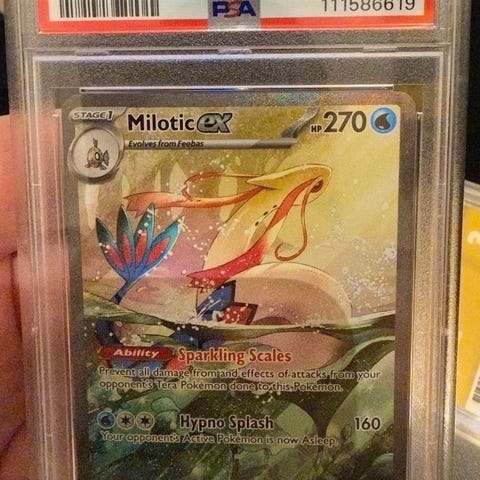 PSA 111586619
STAGE 1 Milotic ex HP 270
Evolves from Feebas
Ability Sparkling Scales
Prevent all damage from and effects of attacks from your
opponent's Tera Pokémon done to this Pokémon.
Hypno Splash 160
Your opponent's Active Pokémon is now Asleep.